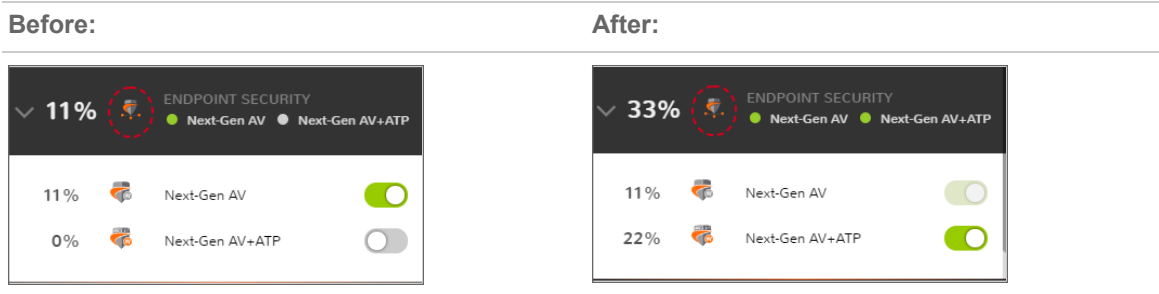 Before:
After:
11%
ENDPOINT SECURITY
Next-Gen AV
Next-Gen AV+ATP
11%
Next-Gen AV
0%
Next-Gen AV+ATP
33%
ENDPOINT SECURITY
Next-Gen AV
Next-Gen AV+ATP
11%
Next-Gen AV
22%
Next-Gen AV+ATP